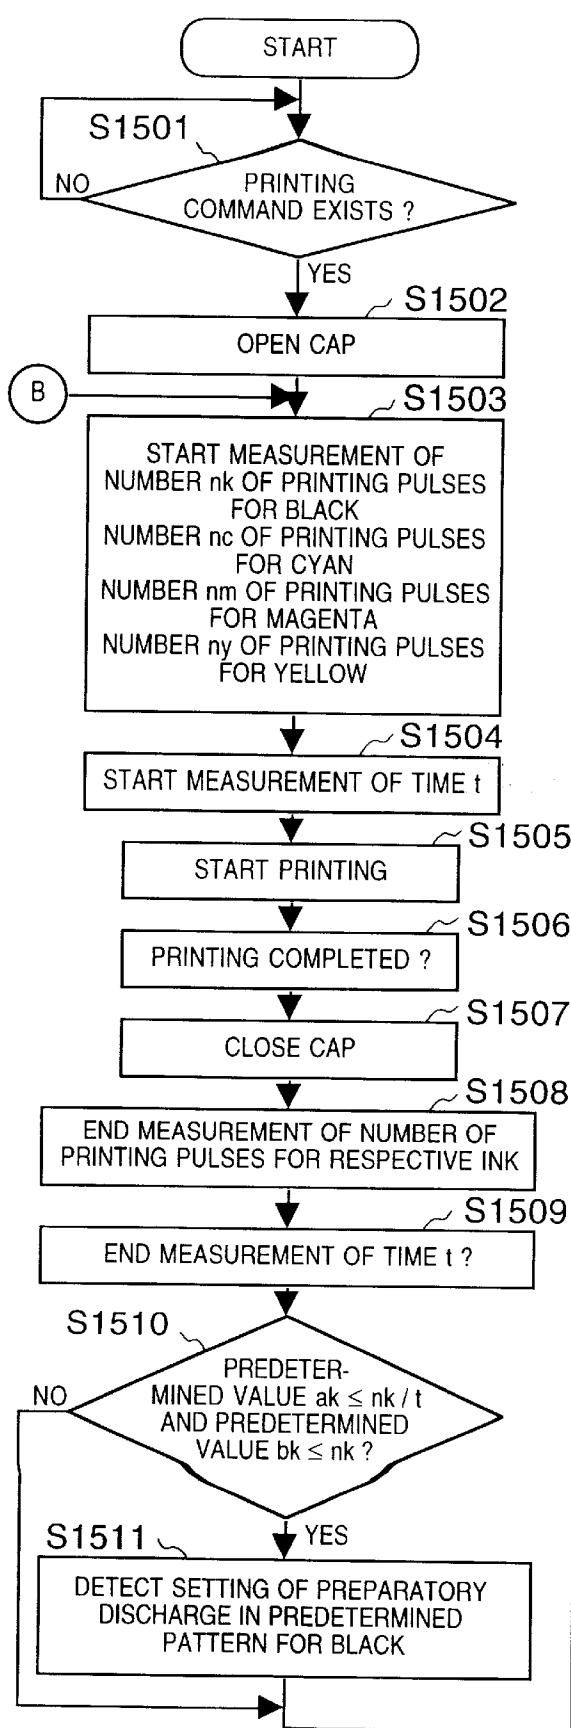 START
S1501
NO
PRINTING
COMMAND EXISTS ?
YES
S1502
OPEN CAP
B
S1503
START MEASUREMENT OF
NUMBER nk OF PRINTING PULSES
FOR BLACK
NUMBER nc OF PRINTING PULSES
FOR CYAN
NUMBER nm OF PRINTING PULSES
FOR MAGENTA
NUMBER ny OF PRINTING PULSES
FOR YELLOW
S1504
START MEASUREMENT OF TIME t
S1505
START PRINTING
S1506
PRINTING COMPLETED ?
S1507
CLOSE CAP
S1508
END MEASUREMENT OF NUMBER OF
PRINTING PULSES FOR RESPECTIVE INK
S1509
END MEASUREMENT OF TIME t ?
S1510
NO
PREDETER-
MINED VALUE ak ≤ nk / t
AND PREDETERMINED
VALUE bk ≤ nk ?
YES
S1511
DETECT SETTING OF PREPARATORY
DISCHARGE IN PREDETERMINED
PATTERN FOR BLACK